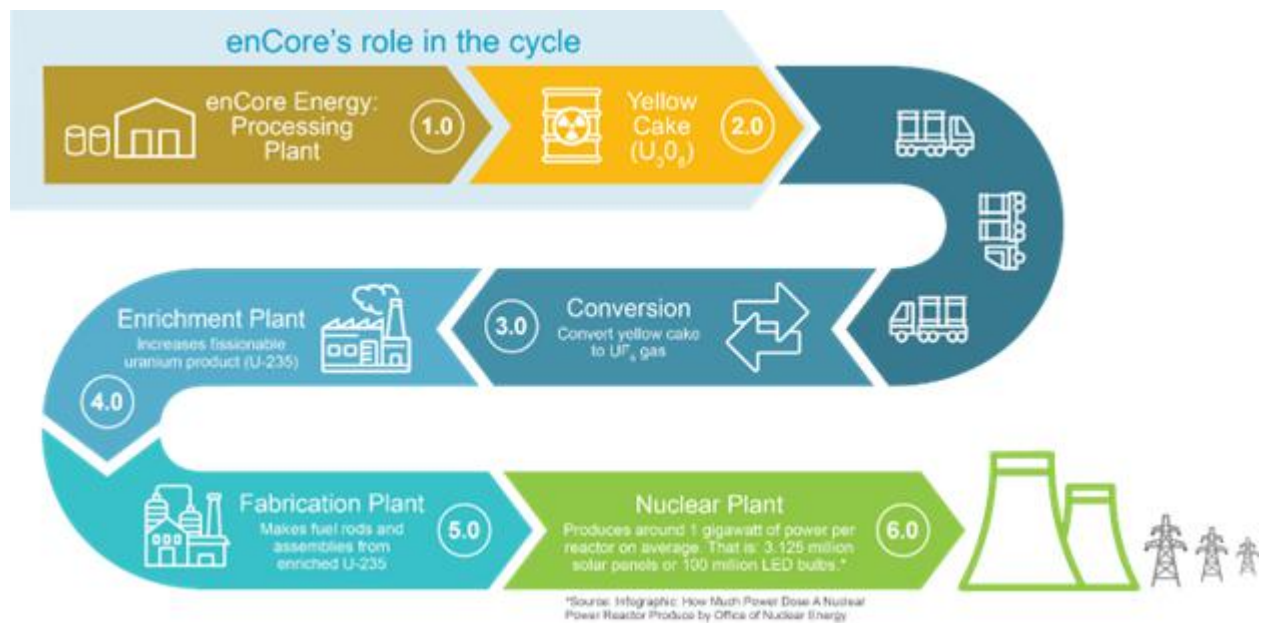 enCore's role in the cycle
enCore Energy:
Processing
Plant
1.0
Yellow
Cake
(U₃0₈)
2.0
Enrichment Plant
Increases fissionable
uranium product (U-235)
3.0
Conversion
Convert yellow cake
to UF₆ gas
4.0
Fabrication Plant
Makes fuel rods and
assemblies from
enriched U-235
5.0
Nuclear Plant
Produces around 1 gigawatt of power per
reactor on average. That is: 3.125 million
solar panels or 100 million LED bulbs.*
6.0
*Source: Infographic: How Much Power Dose A Nuclear
Power Reactor Produce by Office of Nuclear Energy